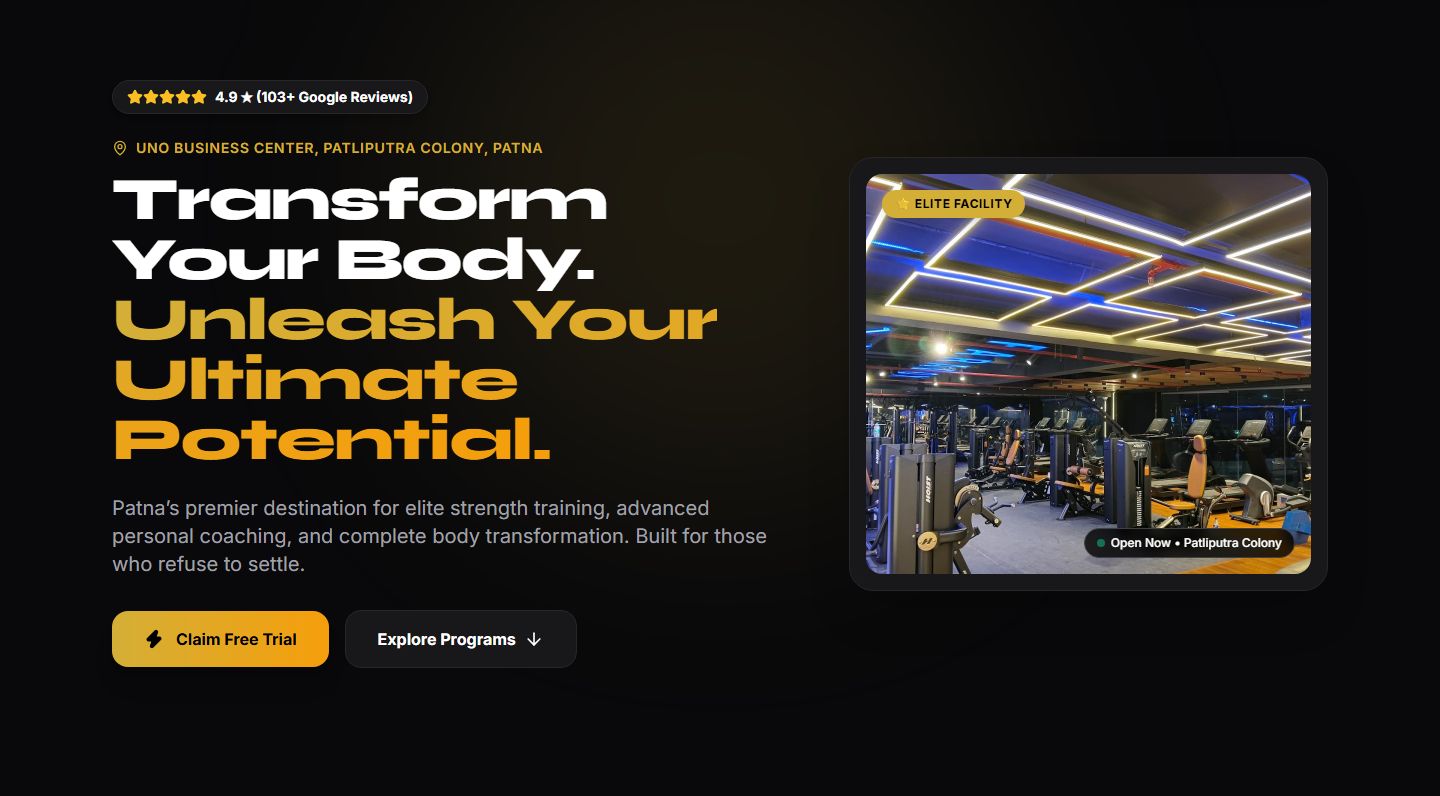 4.9 ★ (103+ Google Reviews)
UNO BUSINESS CENTER, PATLIPUTRA COLONY, PATNA
Transform
Your Body.
Unleash Your
Ultimate
Potential.
Patna’s premier destination for elite strength training, advanced
personal coaching, and complete body transformation. Built for those
who refuse to settle.
Claim Free Trial
Explore Programs ↓
⭐ ELITE FACILITY
HOIST
HOIST
Open Now • Patliputra Colony